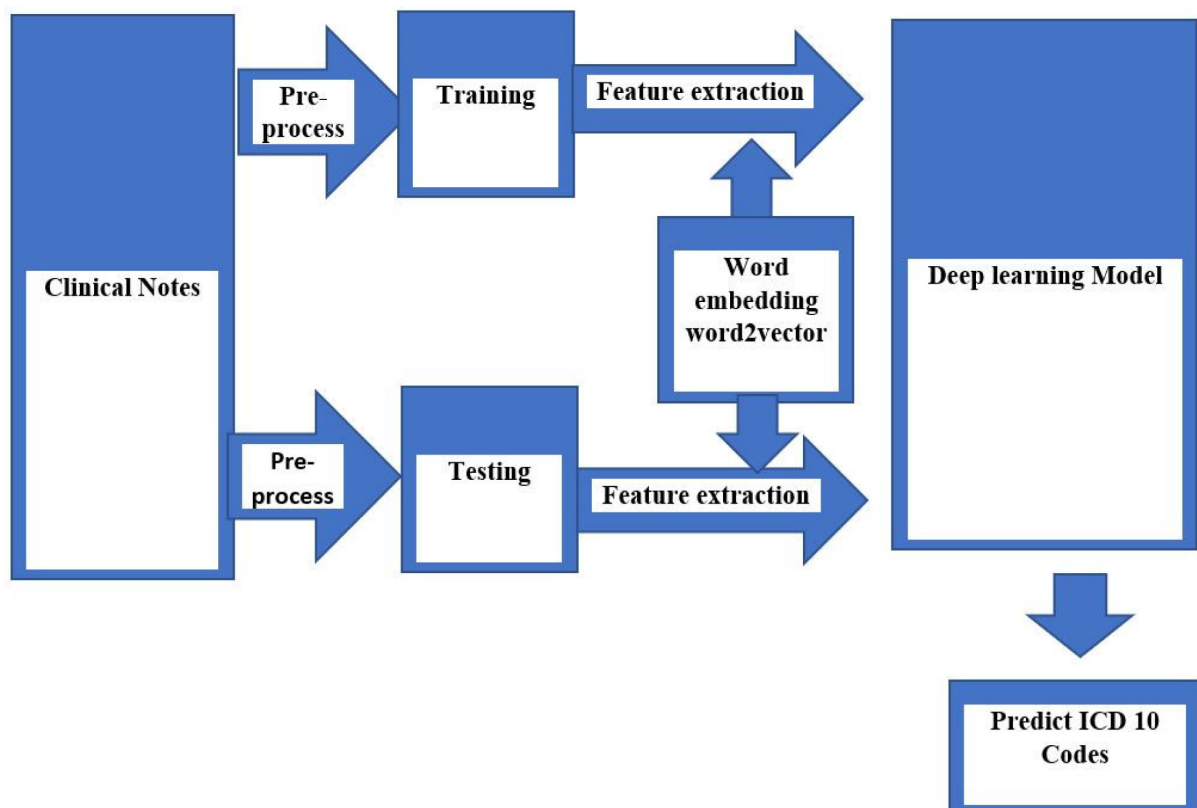 Clinical Notes
Pre-
process
Training
Feature extraction
Word
embedding
word2vector
Deep learning Model
Pre-
process
Testing
Feature extraction
Predict ICD 10
Codes